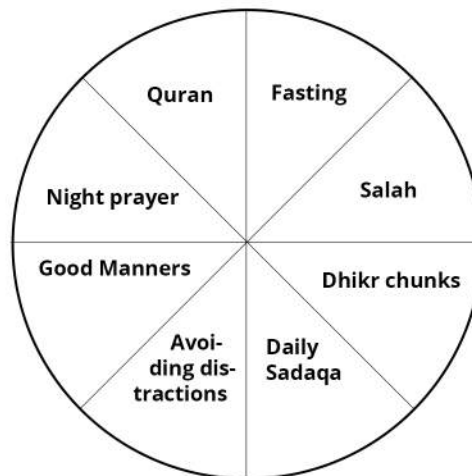 Quran
Fasting
Night prayer
Salah
Good Manners
Dhikr chunks
Avoi-
ding dis-
tractions
Daily
Sadaqa